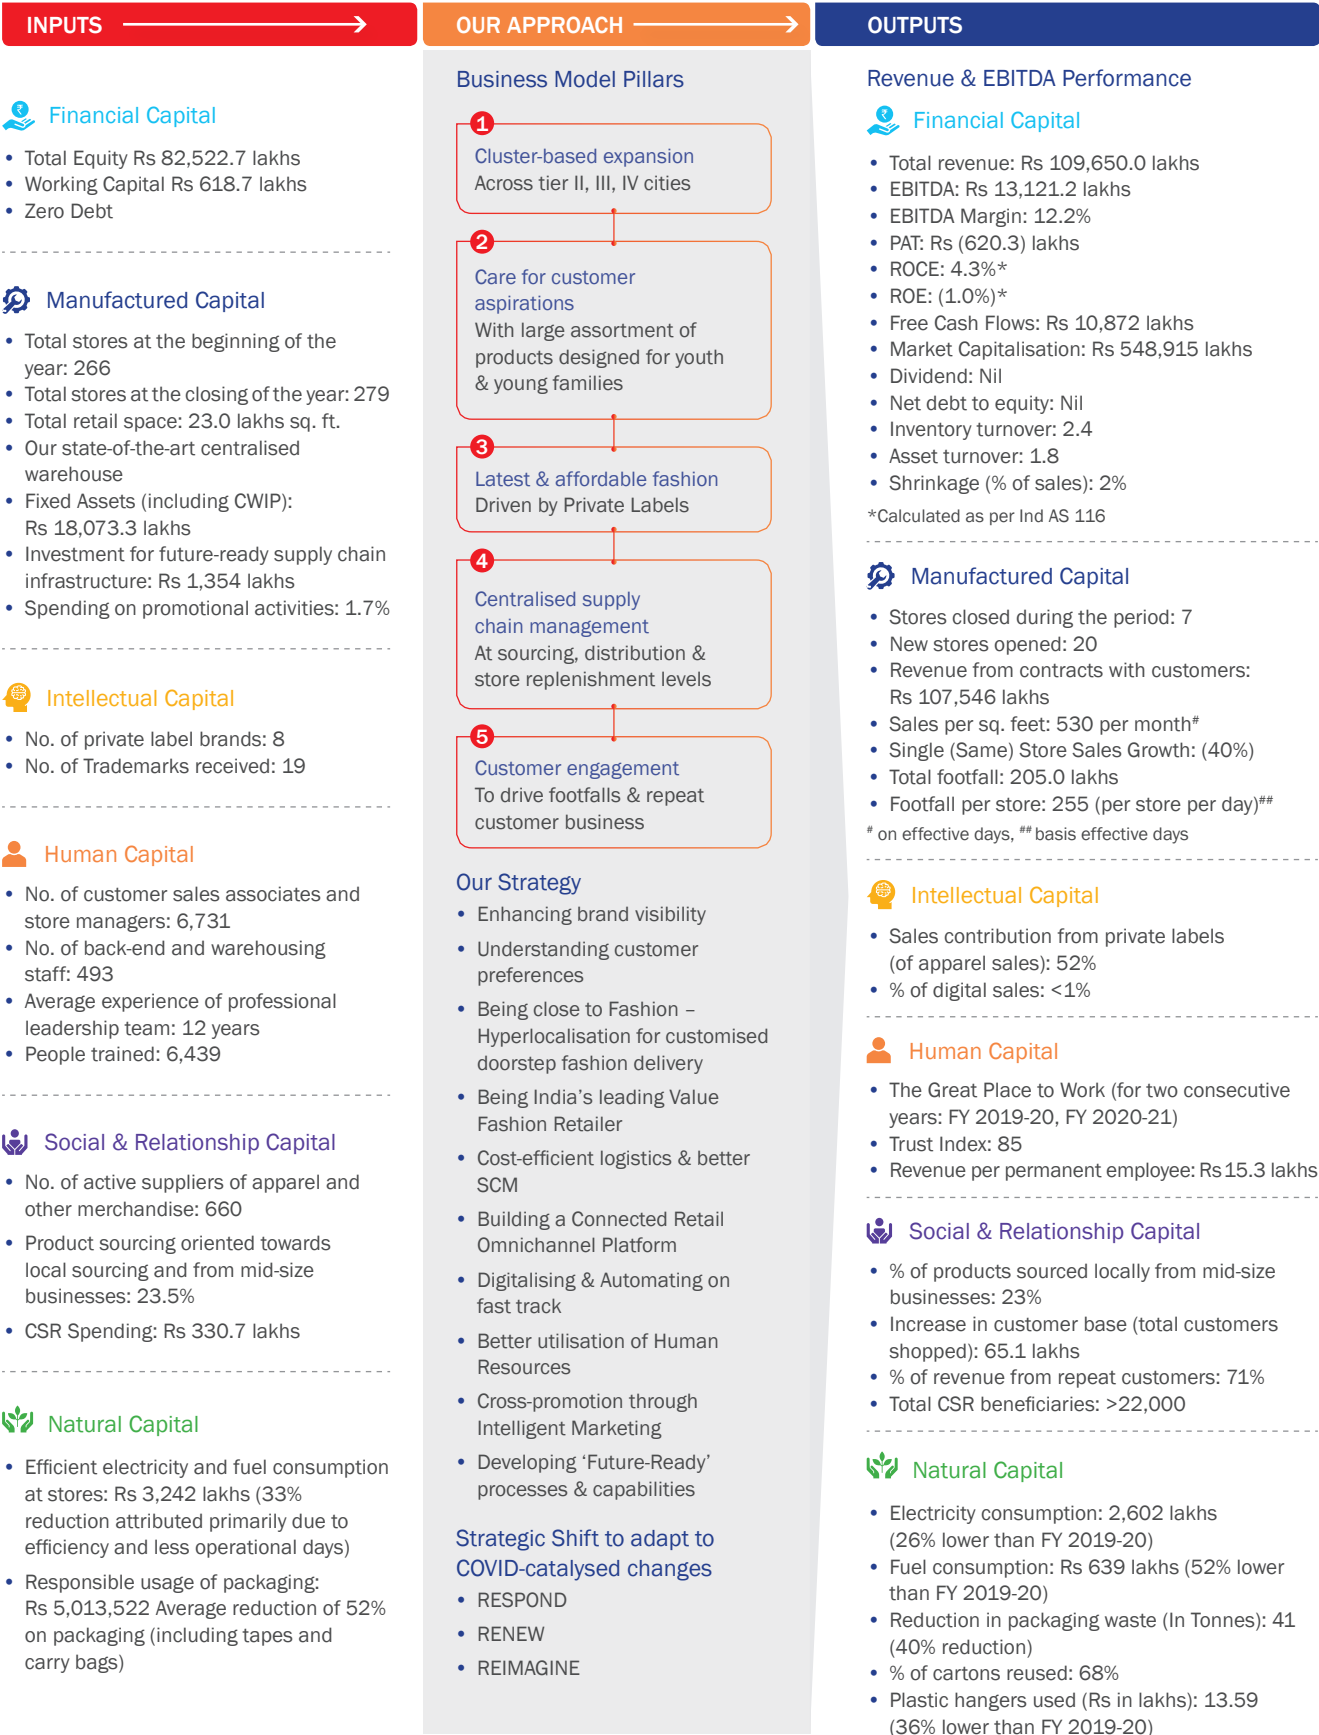 INPUTS
Financial Capital
• Total Equity Rs 82,522.7 lakhs
• Working Capital Rs 618.7 lakhs
• Zero Debt
Manufactured Capital
• Total stores at the beginning of the
year: 266
• Total stores at the closing of the year: 279
• Total retail space: 23.0 lakhs sq. ft.
• Our state-of-the-art centralised
warehouse
• Fixed Assets (including CWIP):
Rs 18,073.3 lakhs
• Investment for future-ready supply chain
infrastructure: Rs 1,354 lakhs
• Spending on promotional activities: 1.7%
Intellectual Capital
• No. of private label brands: 8
• No. of Trademarks received: 19
Human Capital
• No. of customer sales associates and
store managers: 6,731
• No. of back-end and warehousing
staff: 493
• Average experience of professional
leadership team: 12 years
• People trained: 6,439
Social & Relationship Capital
• No. of active suppliers of apparel and
other merchandise: 660
• Product sourcing oriented towards
local sourcing and from mid-size
businesses: 23.5%
• CSR Spending: Rs 330.7 lakhs
Natural Capital
• Efficient electricity and fuel consumption
at stores: Rs 3,242 lakhs (33%
reduction attributed primarily due to
efficiency and less operational days)
• Responsible usage of packaging:
Rs 5,013,522 Average reduction of 52%
on packaging (including tapes and
carry bags)
OUR APPROACH
Business Model Pillars
1
Cluster-based expansion
Across tier II, III, IV cities
2
Care for customer
aspirations
With large assortment of
products designed for youth
& young families
3
Latest & affordable fashion
Driven by Private Labels
4
Centralised supply
chain management
At sourcing, distribution &
store replenishment levels
5
Customer engagement
To drive footfalls & repeat
customer business
Our Strategy
• Enhancing brand visibility
• Understanding customer
preferences
• Being close to Fashion –
Hyperlocalisation for customised
doorstep fashion delivery
• Being India's leading Value
Fashion Retailer
• Cost-efficient logistics & better
SCM
• Building a Connected Retail
Omnichannel Platform
• Digitalising & Automating on
fast track
• Better utilisation of Human
Resources
• Cross-promotion through
Intelligent Marketing
• Developing ‘Future-Ready’
processes & capabilities
Strategic Shift to adapt to
COVID-catalysed changes
• RESPOND
• RENEW
• REIMAGINE
OUTPUTS
Revenue & EBITDA Performance
Financial Capital
• Total revenue: Rs 109,650.0 lakhs
• EBITDA: Rs 13,121.2 lakhs
• EBITDA Margin: 12.2%
• PAT: Rs (620.3) lakhs
• ROCE: 4.3%*
• ROE: (1.0%)*
• Free Cash Flows: Rs 10,872 lakhs
• Market Capitalisation: Rs 548,915 lakhs
• Dividend: Nil
• Net debt to equity: Nil
• Inventory turnover: 2.4
• Asset turnover: 1.8
• Shrinkage (% of sales): 2%
*Calculated as per Ind AS 116
Manufactured Capital
• Stores closed during the period: 7
• New stores opened: 20
• Revenue from contracts with customers:
Rs 107,546 lakhs
• Sales per sq. feet: 530 per month#
• Single (Same) Store Sales Growth: (40%)
• Total footfall: 205.0 lakhs
• Footfall per store: 255 (per store per day)##
# on effective days, ## basis effective days
Intellectual Capital
• Sales contribution from private labels
(of apparel sales): 52%
• % of digital sales: <1%
Human Capital
• The Great Place to Work (for two consecutive
years: FY 2019-20, FY 2020-21)
• Trust Index: 85
• Revenue per permanent employee: Rs 15.3 lakhs
Social & Relationship Capital
• % of products sourced locally from mid-size
businesses: 23%
• Increase in customer base (total customers
shopped): 65.1 lakhs
• % of revenue from repeat customers: 71%
• Total CSR beneficiaries: >22,000
Natural Capital
• Electricity consumption: 2,602 lakhs
(26% lower than FY 2019-20)
• Fuel consumption: Rs 639 lakhs (52% lower
than FY 2019-20)
• Reduction in packaging waste (In Tonnes): 41
(40% reduction)
• % of cartons reused: 68%
• Plastic hangers used (Rs in lakhs): 13.59
(36% lower than FY 2019-20)